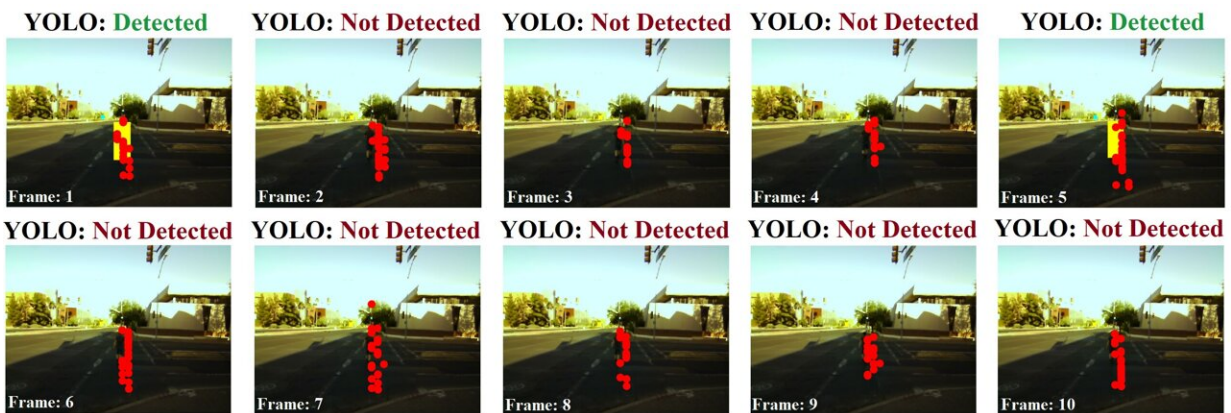 YOLO: Detected
YOLO: Not Detected
YOLO: Not Detected
YOLO: Not Detected
YOLO: Detected
Frame: 1
Frame: 2
Frame: 3
Frame: 4
Frame: 5
YOLO: Not Detected
YOLO: Not Detected
YOLO: Not Detected
YOLO: Not Detected
YOLO: Not Detected
Frame: 6
Frame: 7
Frame: 8
Frame: 9
Frame: 10